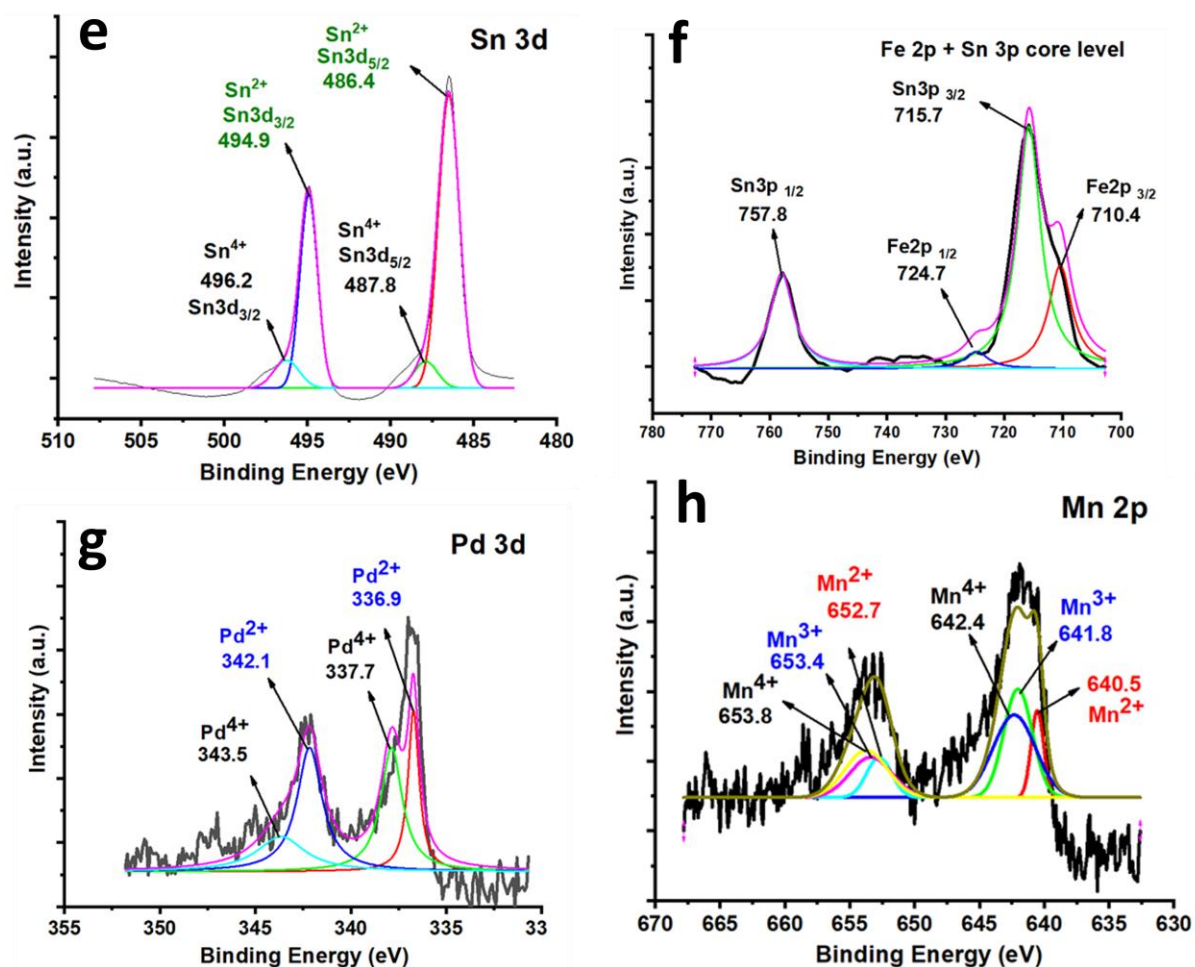 e
Sn 3d
Sn2+
Sn3d5/2
486.4
Sn2+
Sn3d3/2
494.9
Sn4+
496.2
Sn3d3/2
Sn4+
Sn3d5/2
487.8
Intensity (a.u.)
510 505 500 495 490 485 480
Binding Energy (eV)
f
Fe 2p + Sn 3p core level
Sn3p 3/2
715.7
Sn3p 1/2
757.8
Fe2p 3/2
710.4
Fe2p 1/2
724.7
Intensity (a.u.)
780 770 760 750 740 730 720 710 700
Binding Energy (eV)
g
Pd 3d
Pd2+
336.9
Pd2+
342.1
Pd4+
337.7
Pd4+
343.5
Intensity (a.u.)
355 350 345 340 335 33
Binding Energy (eV)
h
Mn 2p
Mn2+
652.7
Mn3+
653.4
Mn4+
653.8
Mn4+
642.4
Mn3+
641.8
640.5
Mn2+
Intensity (a.u.)
670 665 660 655 650 645 640 635 630
Binding Energy (eV)